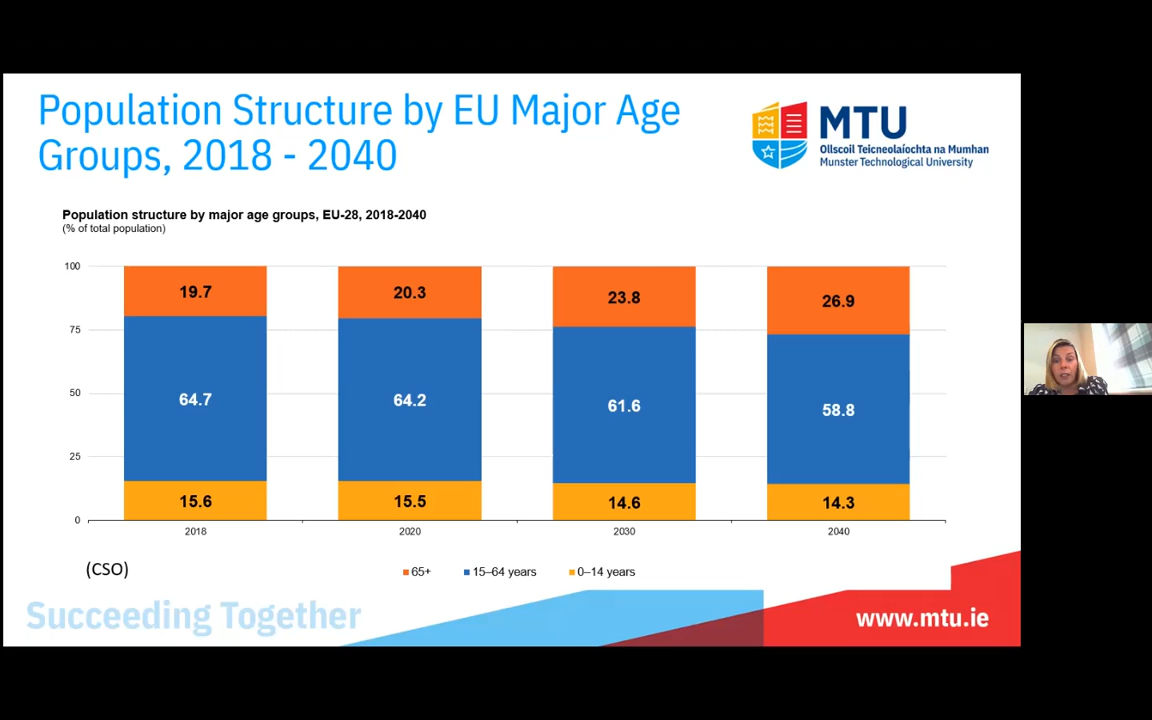 Population Structure by EU Major Age
Groups, 2018 - 2040
MTU
Ollscoil Teicneolaíochta na Mumhan
Munster Technological University
Population structure by major age groups, EU-28, 2018-2040
(% of total population)
100
75
50
25
0
19.7
20.3
23.8
26.9
64.7
64.2
61.6
58.8
15.6
15.5
14.6
14.3
2018
2020
2030
2040
(CSO)
65+
15–64 years
0–14 years
Succeeding Together
www.mtu.ie